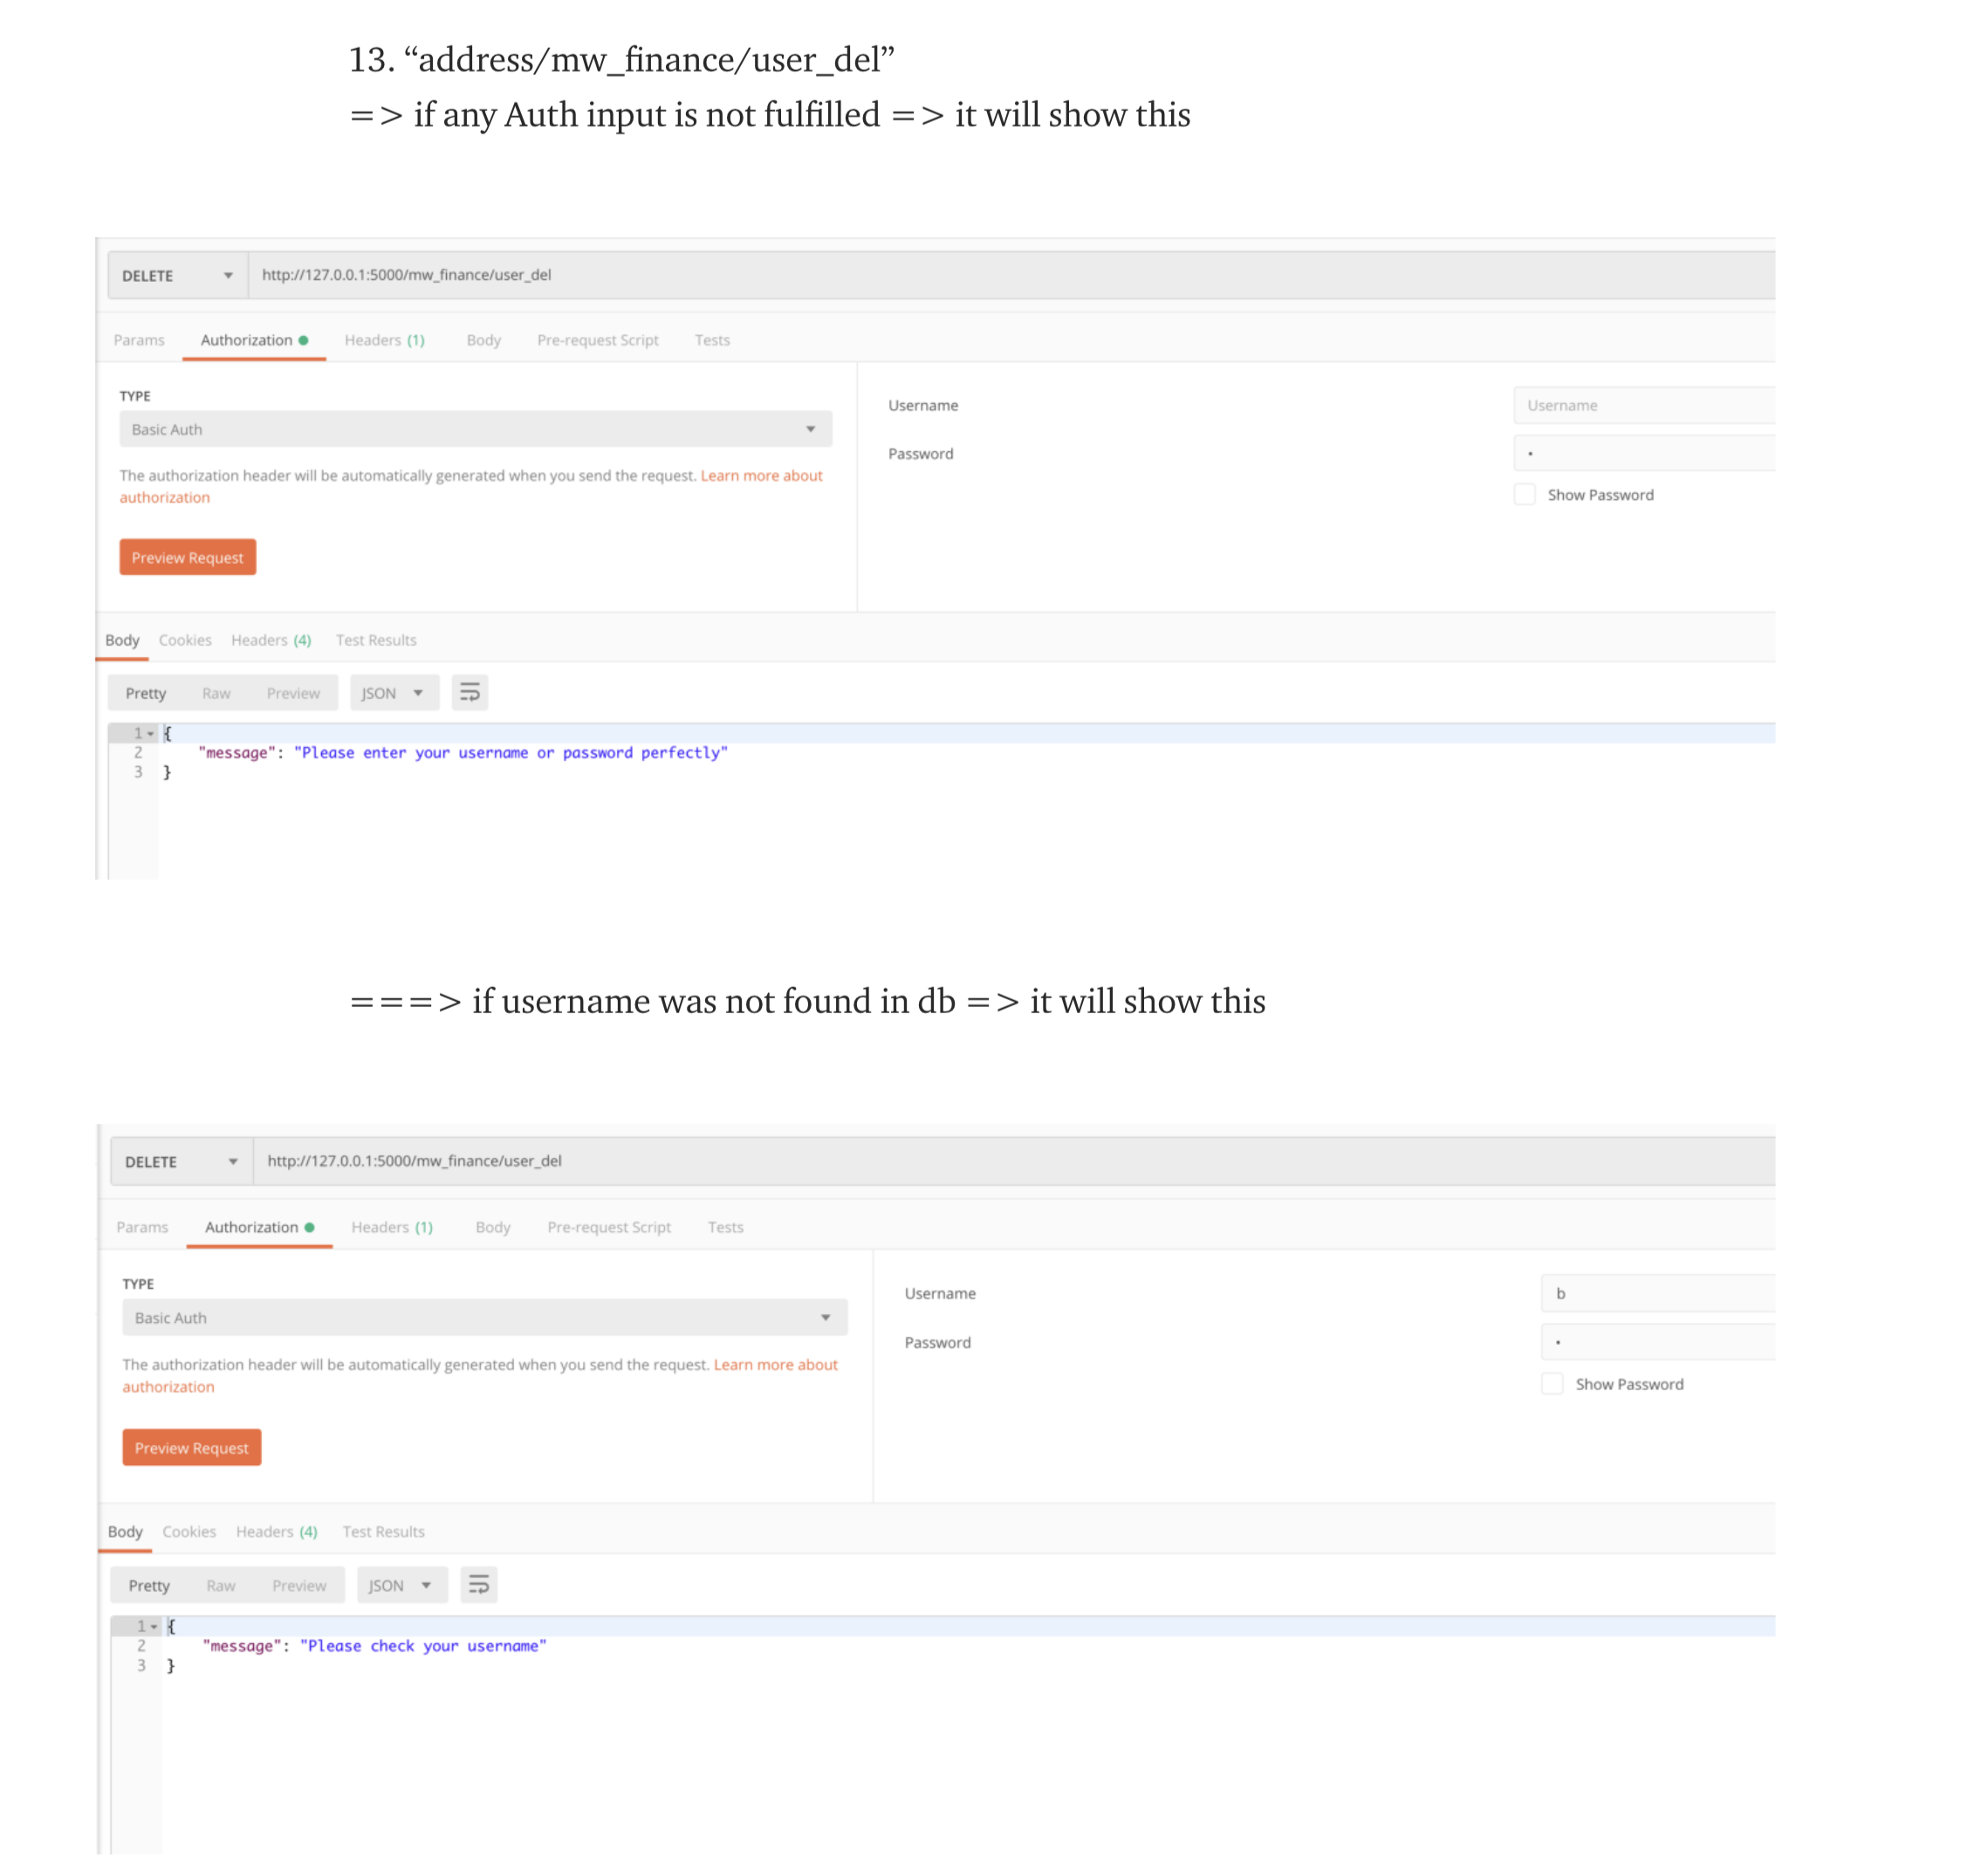 13. “address/mw_finance/user_del”
=> if any Auth input is not fulfilled => it will show this
DELETE http://127.0.0.1:5000/mw_finance/user_del
Params Authorization Headers (1) Body Pre-request Script Tests
TYPE
Basic Auth
The authorization header will be automatically generated when you send the request. Learn more about
authorization
Preview Request
Username Username
Password •
Show Password
Body Cookies Headers (4) Test Results
Pretty Raw Preview JSON
1 {
2 "message": "Please enter your username or password perfectly"
3 }
===> if username was not found in db => it will show this
DELETE http://127.0.0.1:5000/mw_finance/user_del
Params Authorization Headers (1) Body Pre-request Script Tests
TYPE
Basic Auth
The authorization header will be automatically generated when you send the request. Learn more about
authorization
Preview Request
Username b
Password •
Show Password
Body Cookies Headers (4) Test Results
Pretty Raw Preview JSON
1 {
2 "message": "Please check your username"
3 }